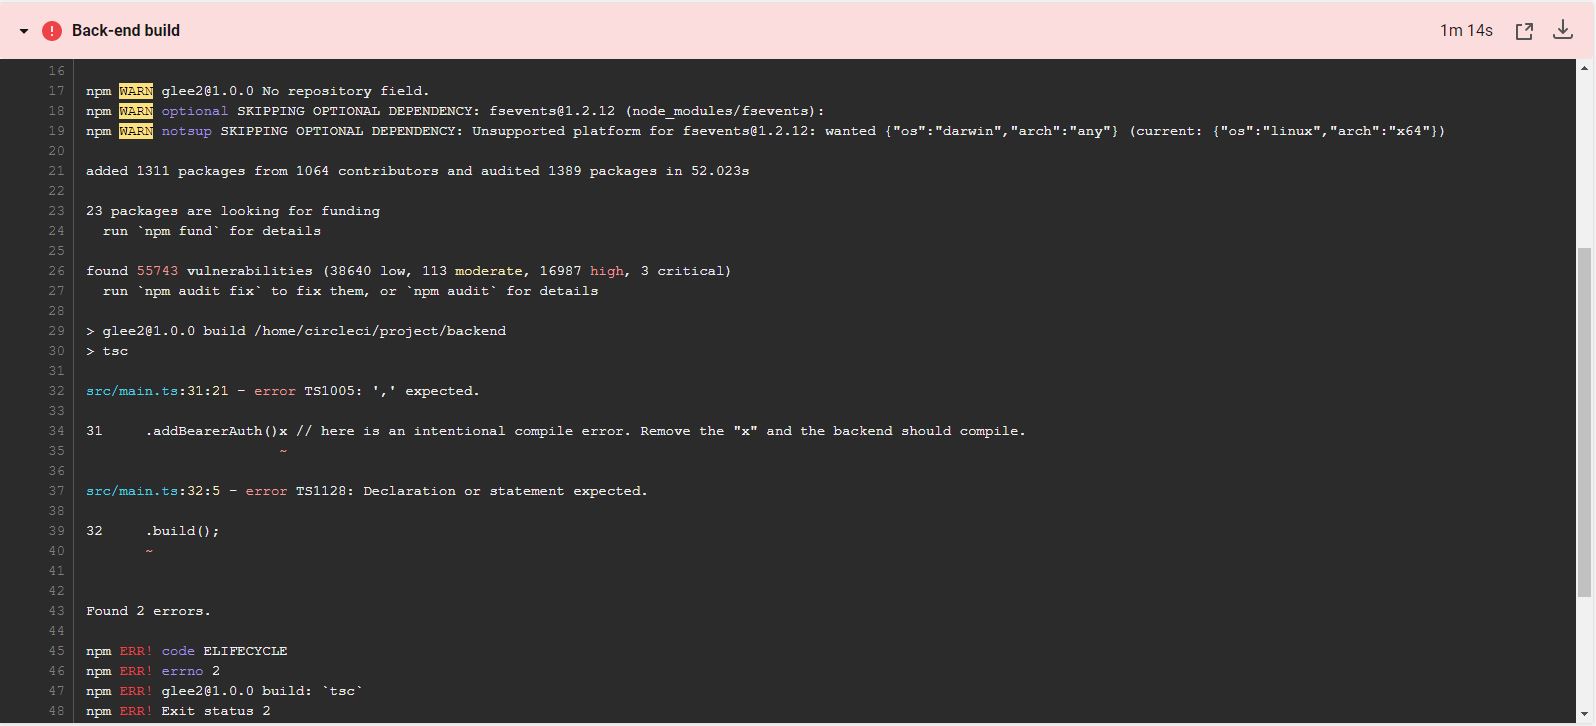 Back-end build 1m 14s
16
17 npm WARN glee2@1.0.0 No repository field.
18 npm WARN optional SKIPPING OPTIONAL DEPENDENCY: fsevents@1.2.12 (node_modules/fsevents):
19 npm WARN notsup SKIPPING OPTIONAL DEPENDENCY: Unsupported platform for fsevents@1.2.12: wanted {"os":"darwin","arch":"any"} (current: {"os":"linux","arch":"x64"})
20
21 added 1311 packages from 1064 contributors and audited 1389 packages in 52.023s
22
23 23 packages are looking for funding
24   run `npm fund` for details
25
26 found 55743 vulnerabilities (38640 low, 113 moderate, 16987 high, 3 critical)
27   run `npm audit fix` to fix them, or `npm audit` for details
28
29 > glee2@1.0.0 build /home/circleci/project/backend
30 > tsc
31
32 src/main.ts:31:21 - error TS1005: ',' expected.
33
34 31     .addBearerAuth()x // here is an intentional compile error. Remove the "x" and the backend should compile.
35                        ~
36
37 src/main.ts:32:5 - error TS1128: Declaration or statement expected.
38
39 32     .build();
40        ~
41
42
43 Found 2 errors.
44
45 npm ERR! code ELIFECYCLE
46 npm ERR! errno 2
47 npm ERR! glee2@1.0.0 build: `tsc`
48 npm ERR! Exit status 2